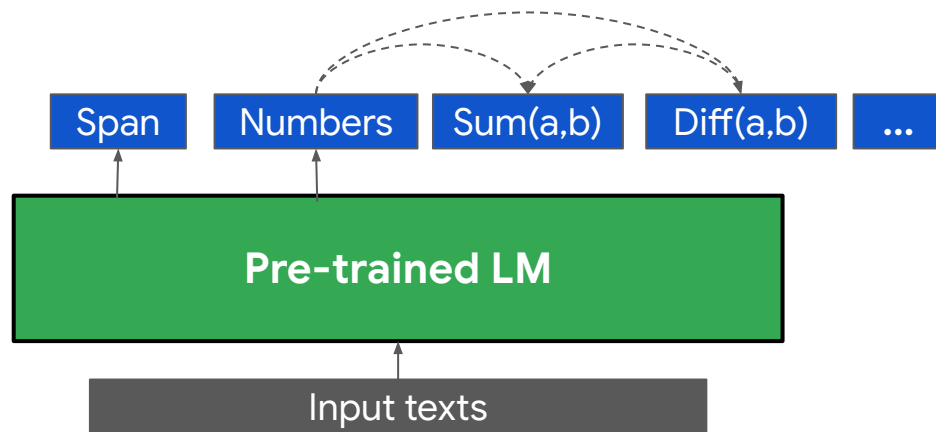 Span
Numbers
Sum(a,b)
Diff(a,b)
...
Pre-trained LM
Input texts